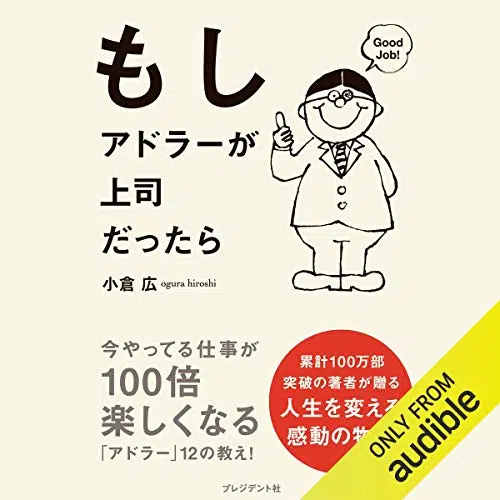 もし
Good
Job!
アドラーが
上司
だったら
小倉 広 ogura hiroshi
今やってる仕事が
100倍
楽しくなる
「アドラー」12の教え!
累計100万部
突破の著者が贈る
人生を変える
感動の物
プレジデント社
ONLY FROM
audible